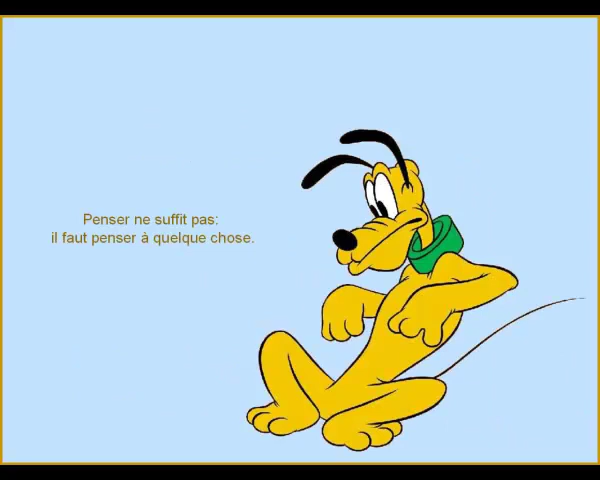 Penser ne suffit pas:
il faut penser à quelque chose.